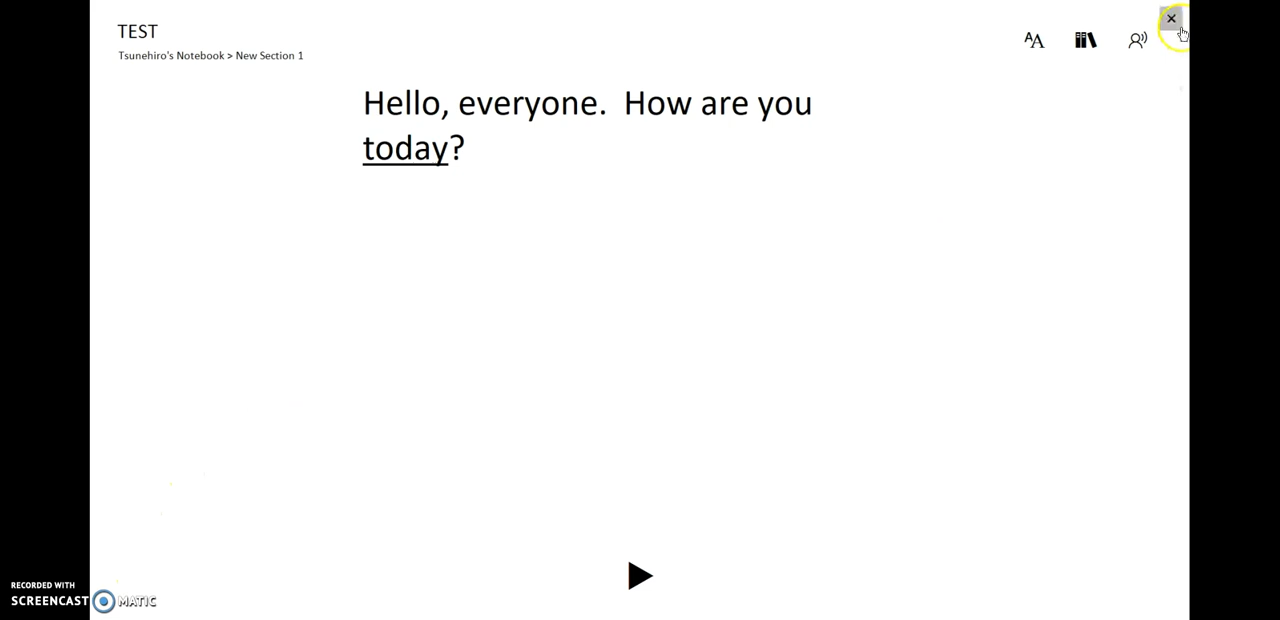 TEST
Tsunehiro's Notebook > New Section 1
Hello, everyone.  How are you
today?
RECORDED WITH
SCREENCAST MATIC